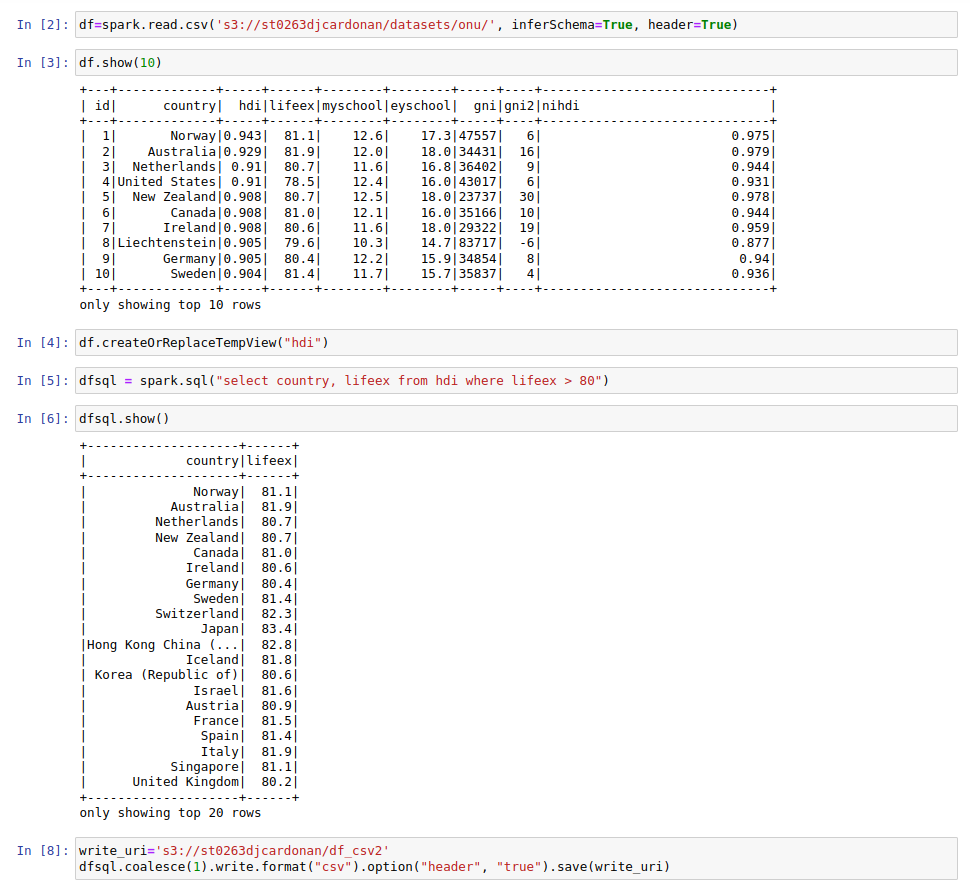 In [2]: df=spark.read.csv('s3://st0263djcardonan/datasets/onu/', inferSchema=True, header=True)
In [3]: df.show(10)
+---+-------------+-----+------+--------+--------+-----+----+------------------------------+
| id|      country|  hdi|lifeex|myschool|eyschool|  gni|gni2|nihdi                         |
+---+-------------+-----+------+--------+--------+-----+----+------------------------------+
|  1|       Norway|0.943|  81.1|    12.6|    17.3|47557|   6|                         0.975|
|  2|    Australia|0.929|  81.9|    12.0|    18.0|34431|  16|                         0.979|
|  3|  Netherlands| 0.91|  80.7|    11.6|    16.8|36402|   9|                         0.944|
|  4|United States| 0.91|  78.5|    12.4|    16.0|43017|   6|                         0.931|
|  5|  New Zealand|0.908|  80.7|    12.5|    18.0|23737|  30|                         0.978|
|  6|       Canada|0.908|  81.0|    12.1|    16.0|35166|  10|                         0.944|
|  7|      Ireland|0.908|  80.6|    11.6|    18.0|29322|  19|                         0.959|
|  8|Liechtenstein|0.905|  79.6|    10.3|    14.7|83717|  -6|                         0.877|
|  9|      Germany|0.905|  80.4|    12.2|    15.9|34854|   8|                          0.94|
| 10|       Sweden|0.904|  81.4|    11.7|    15.7|35837|   4|                         0.936|
+---+-------------+-----+------+--------+--------+-----+----+------------------------------+
only showing top 10 rows
In [4]: df.createOrReplaceTempView("hdi")
In [5]: dfsql = spark.sql("select country, lifeex from hdi where lifeex > 80")
In [6]: dfsql.show()
+--------------------+------+
|             country|lifeex|
+--------------------+------+
|              Norway|  81.1|
|           Australia|  81.9|
|         Netherlands|  80.7|
|         New Zealand|  80.7|
|              Canada|  81.0|
|             Ireland|  80.6|
|             Germany|  80.4|
|              Sweden|  81.4|
|         Switzerland|  82.3|
|               Japan|  83.4|
|Hong Kong China (...|  82.8|
|             Iceland|  81.8|
| Korea (Republic of)|  80.6|
|              Israel|  81.6|
|             Austria|  80.9|
|              France|  81.5|
|               Spain|  81.4|
|               Italy|  81.9|
|           Singapore|  81.1|
|      United Kingdom|  80.2|
+--------------------+------+
only showing top 20 rows
In [8]: write_uri='s3://st0263djcardonan/df_csv2'
dfsql.coalesce(1).write.format("csv").option("header", "true").save(write_uri)